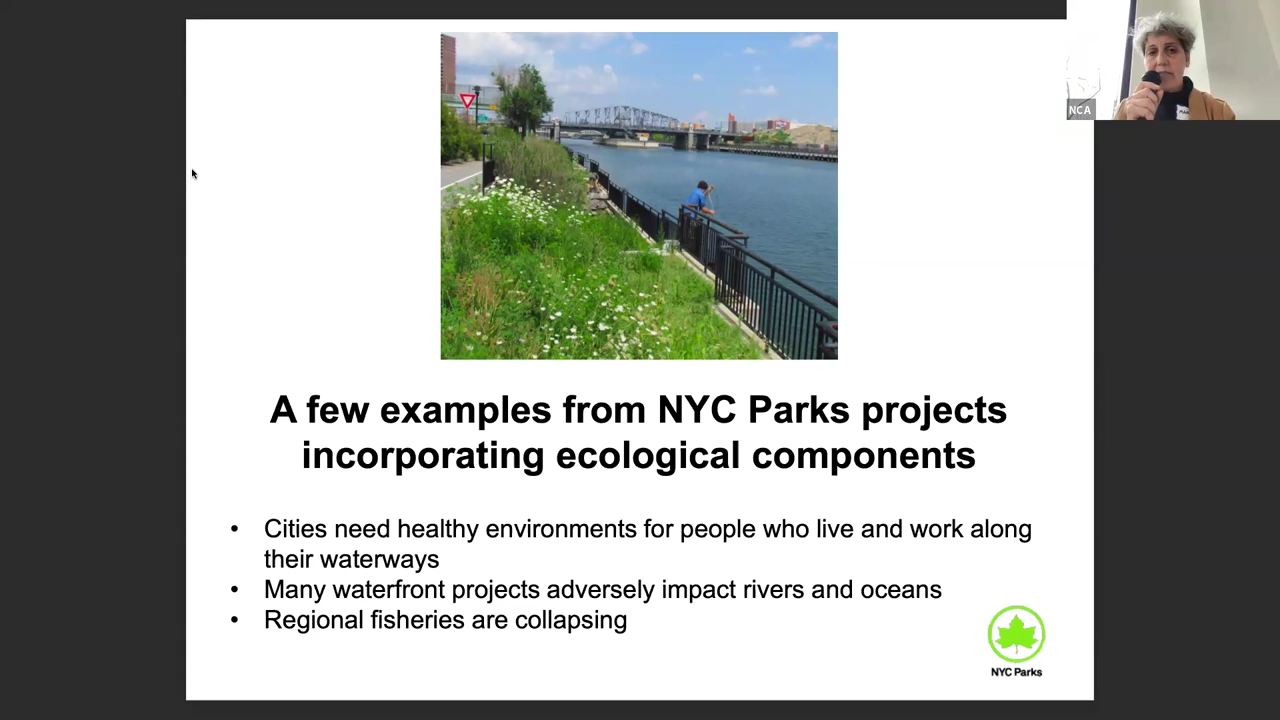 NCA
A few examples from NYC Parks projects
incorporating ecological components
• Cities need healthy environments for people who live and work along
their waterways
• Many waterfront projects adversely impact rivers and oceans
• Regional fisheries are collapsing
NYC Parks